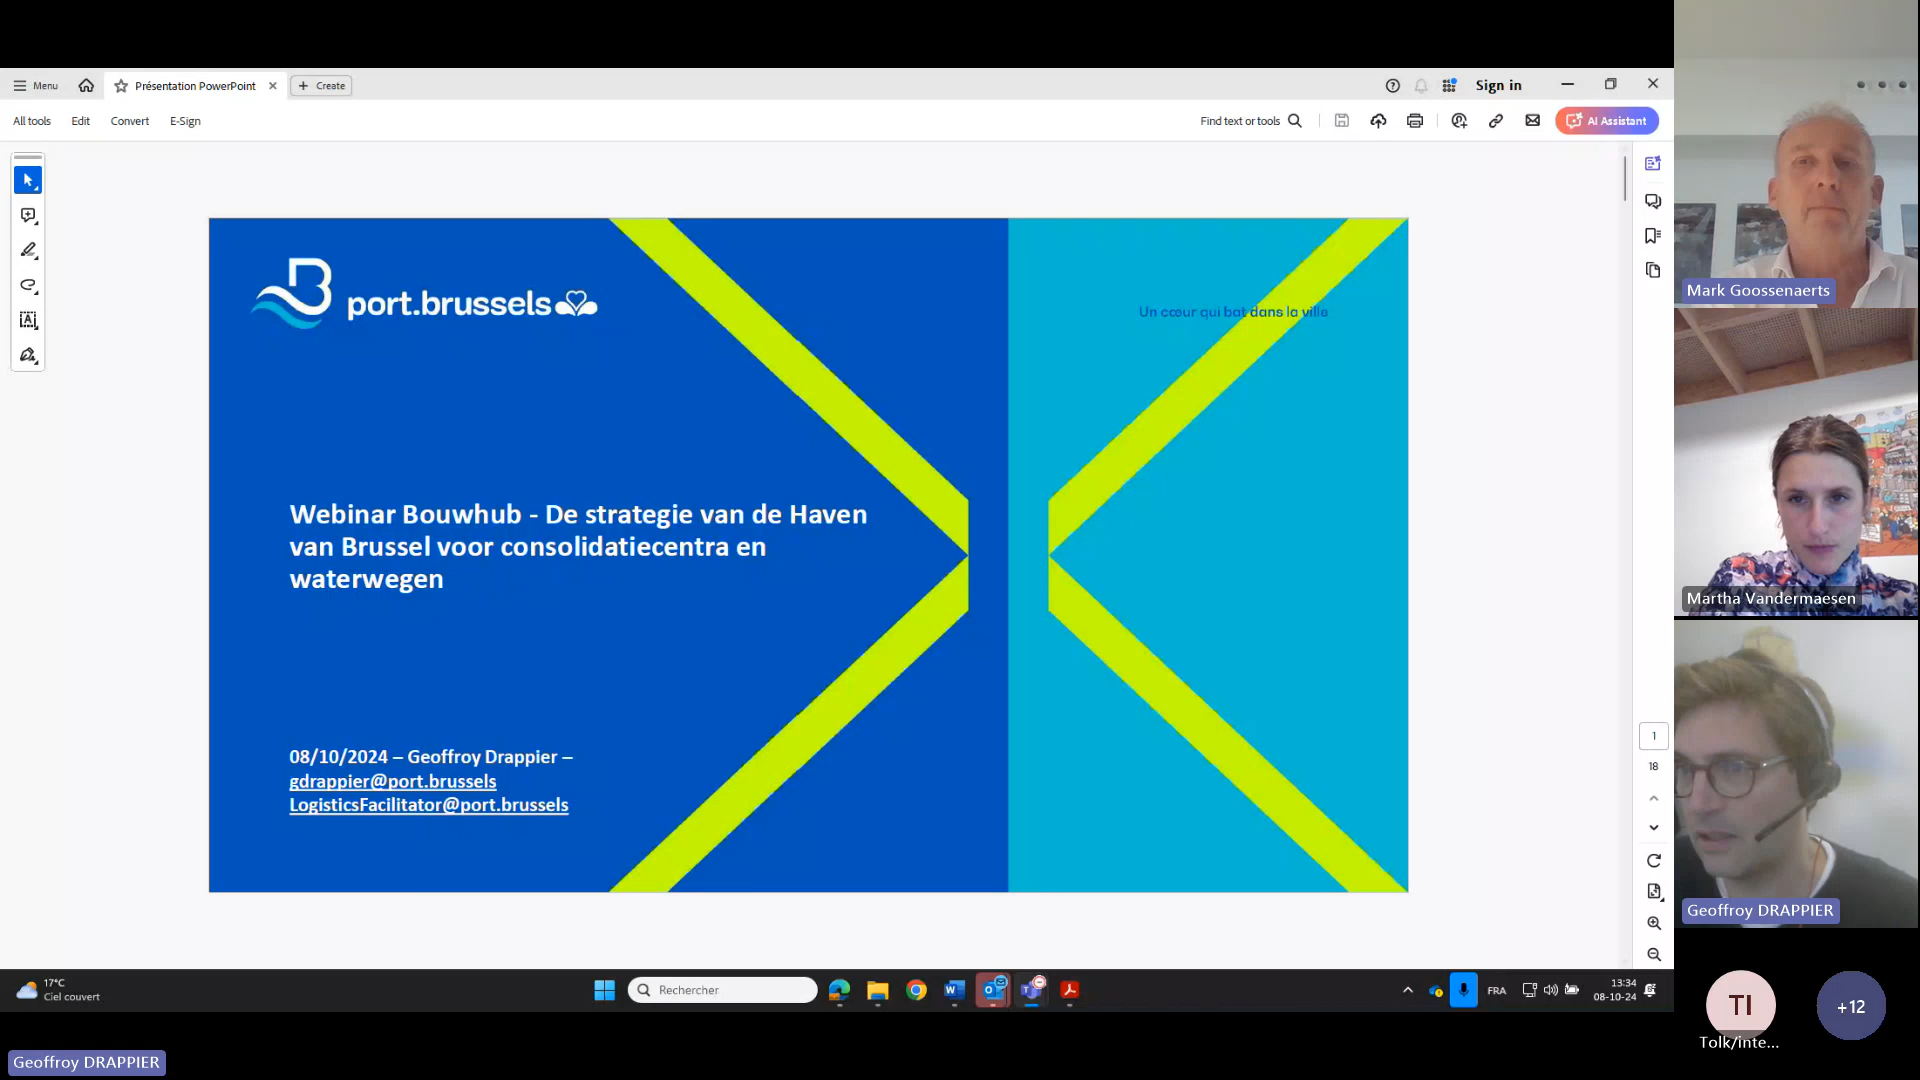 Menu
Présentation PowerPoint
Create
Sign in
All tools
Edit
Convert
E-Sign
Find text or tools
AI Assistant
port.brussels
Un cœur qui bat dans la ville
Webinar Bouwhub - De strategie van de Haven
van Brussel voor consolidatiecentra en
waterwegen
08/10/2024 – Geoffroy Drappier –
gdrappier@port.brussels
LogisticsFacilitator@port.brussels
1
18
Mark Goossenaerts
Martha Vandermaesen
Geoffroy DRAPPIER
TI
Tolk/inte...
+12
17°C
Ciel couvert
Rechercher
FRA
13:34
08-10-24
Geoffroy DRAPPIER